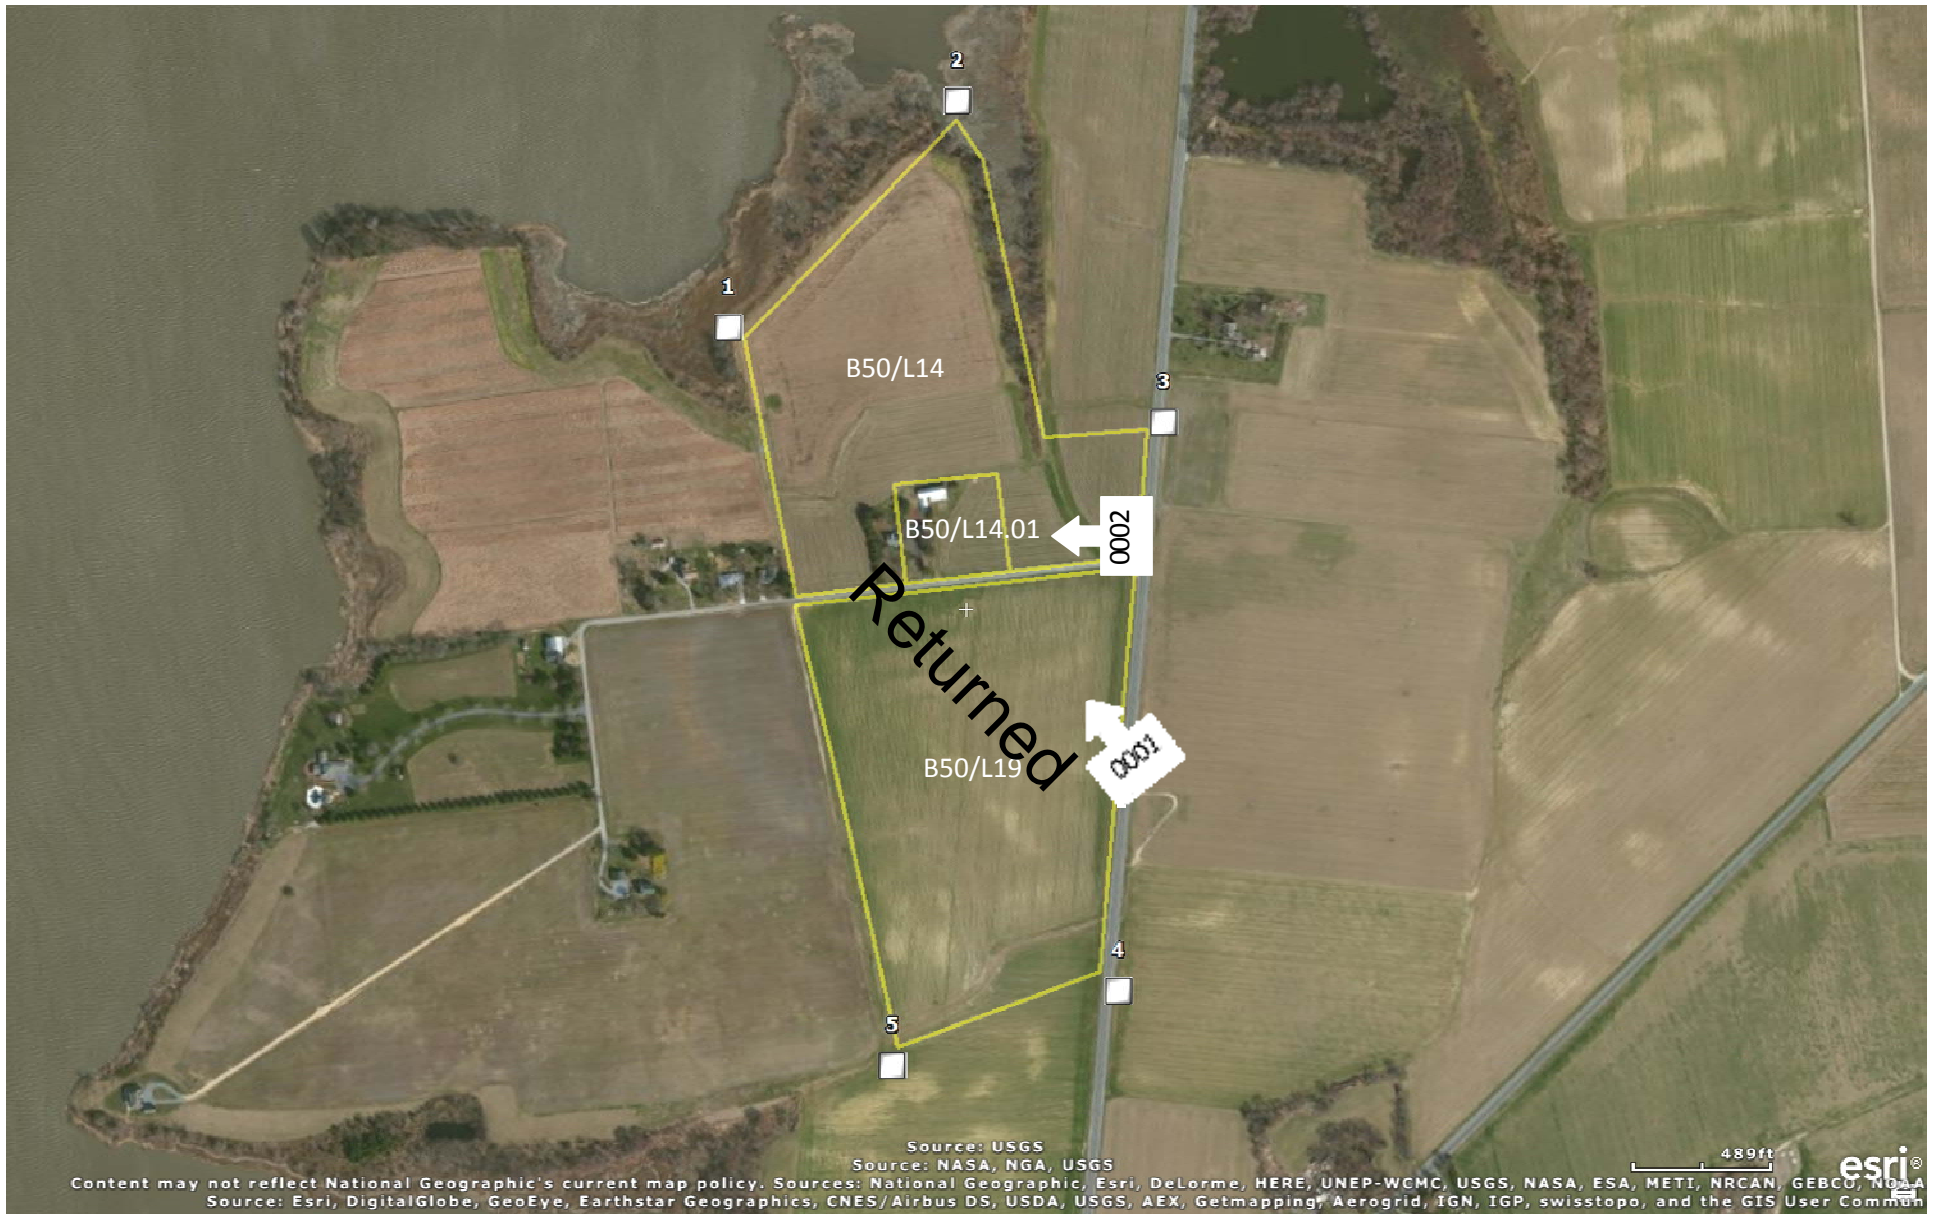 2
1
B50/L14
3
0002
B50/L14.01
Returned
0001
B50/L19
4
5
Source: USGS
Source: NASA, NGA, USGS
489ft
esri
Content may not reflect National Geographic's current map policy. Sources: National Geographic, Esri, DeLorme, HERE, UNEP-WCMC, USGS, NASA, ESA, METI, NRCAN, GEBCO, NOAA
Source: Esri, DigitalGlobe, GeoEye, Earthstar Geographics, CNES/Airbus DS, USDA, USGS, AEX, Getmapping, Aerogrid, IGN, IGP, swisstopo, and the GIS User Commun